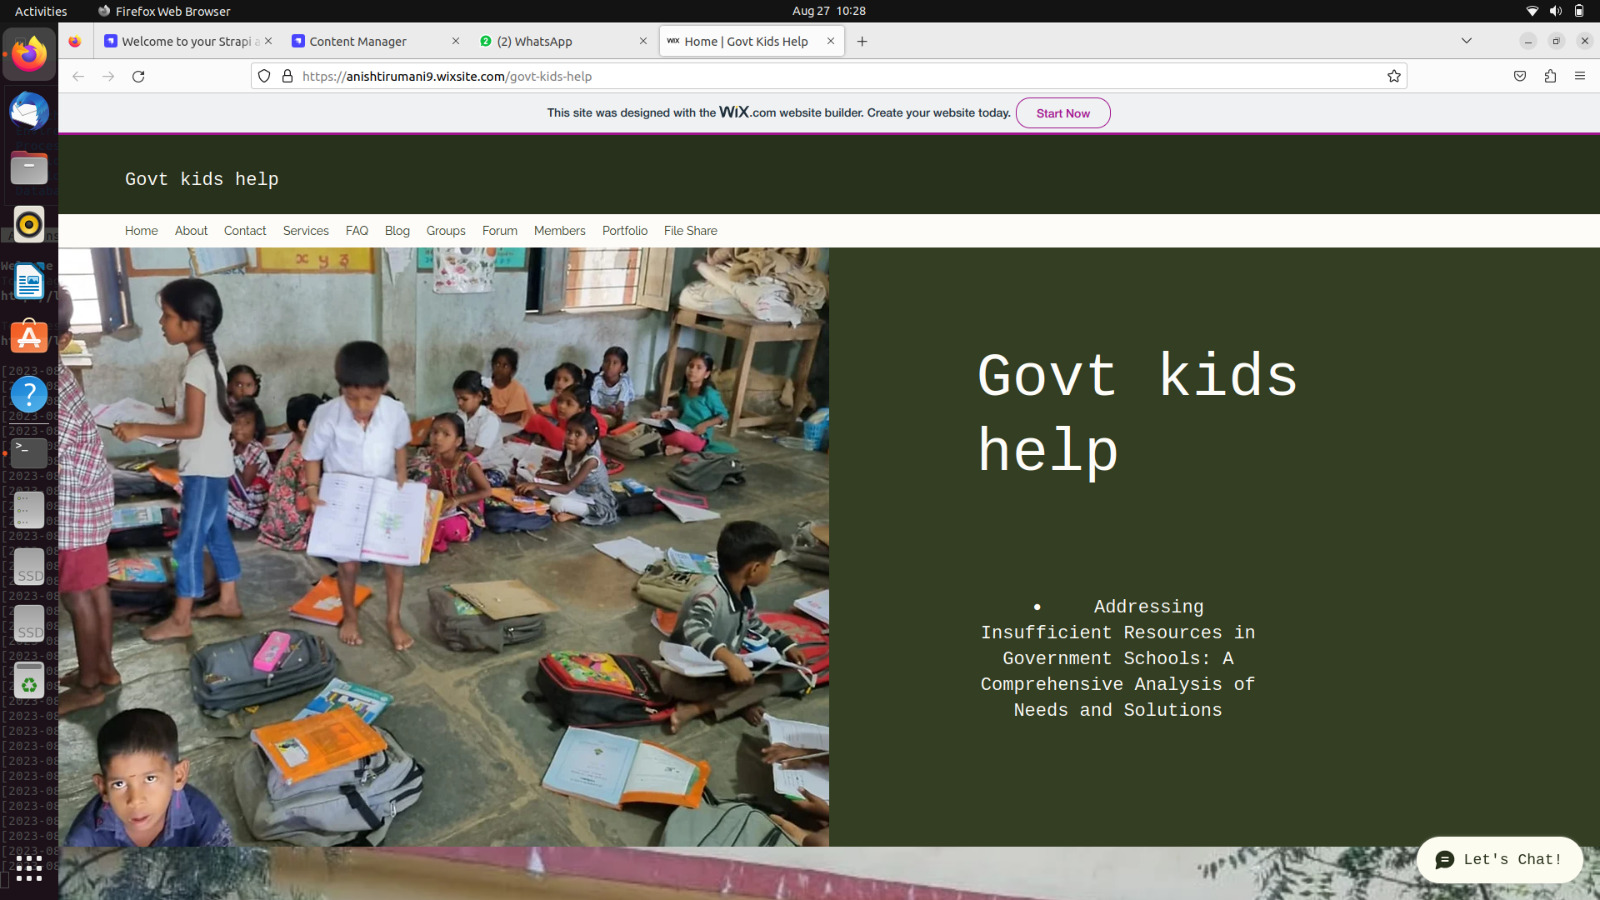 Activities
Firefox Web Browser
Aug 27 10:28
Welcome to your Strapi a
Content Manager
(2) WhatsApp
WiX Home | Govt Kids Help
https://anishtirumani9.wixsite.com/govt-kids-help
This site was designed with the WiX.com website builder. Create your website today.
Start Now
Govt kids help
Home About Contact Services FAQ Blog Groups Forum Members Portfolio File Share
x y z
Govt kids
help
• Addressing
Insufficient Resources in
Government Schools: A
Comprehensive Analysis of
Needs and Solutions
SSD
SSD
Let's Chat!